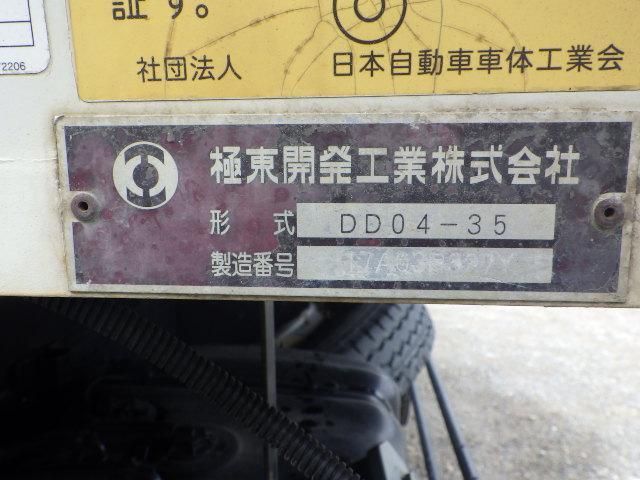 証す。
2206
社団法人 日本自動車車体工業会
極東開発工業株式会社
形 式 DD04-35
製造番号